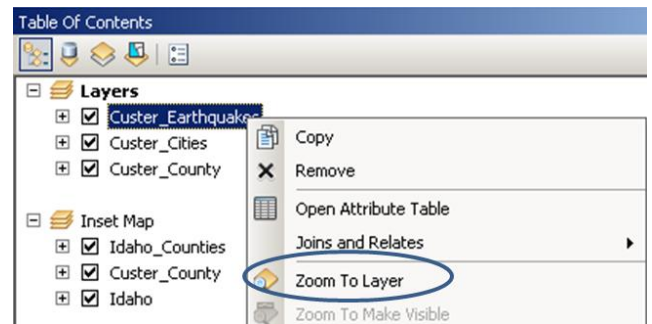 Table Of Contents
Layers
Custer_Earthquakes
Custer_Cities
Custer_County
Inset Map
Idaho_Counties
Custer_County
Idaho
Copy
Remove
Open Attribute Table
Joins and Relates
Zoom To Layer
Zoom To Make Visible